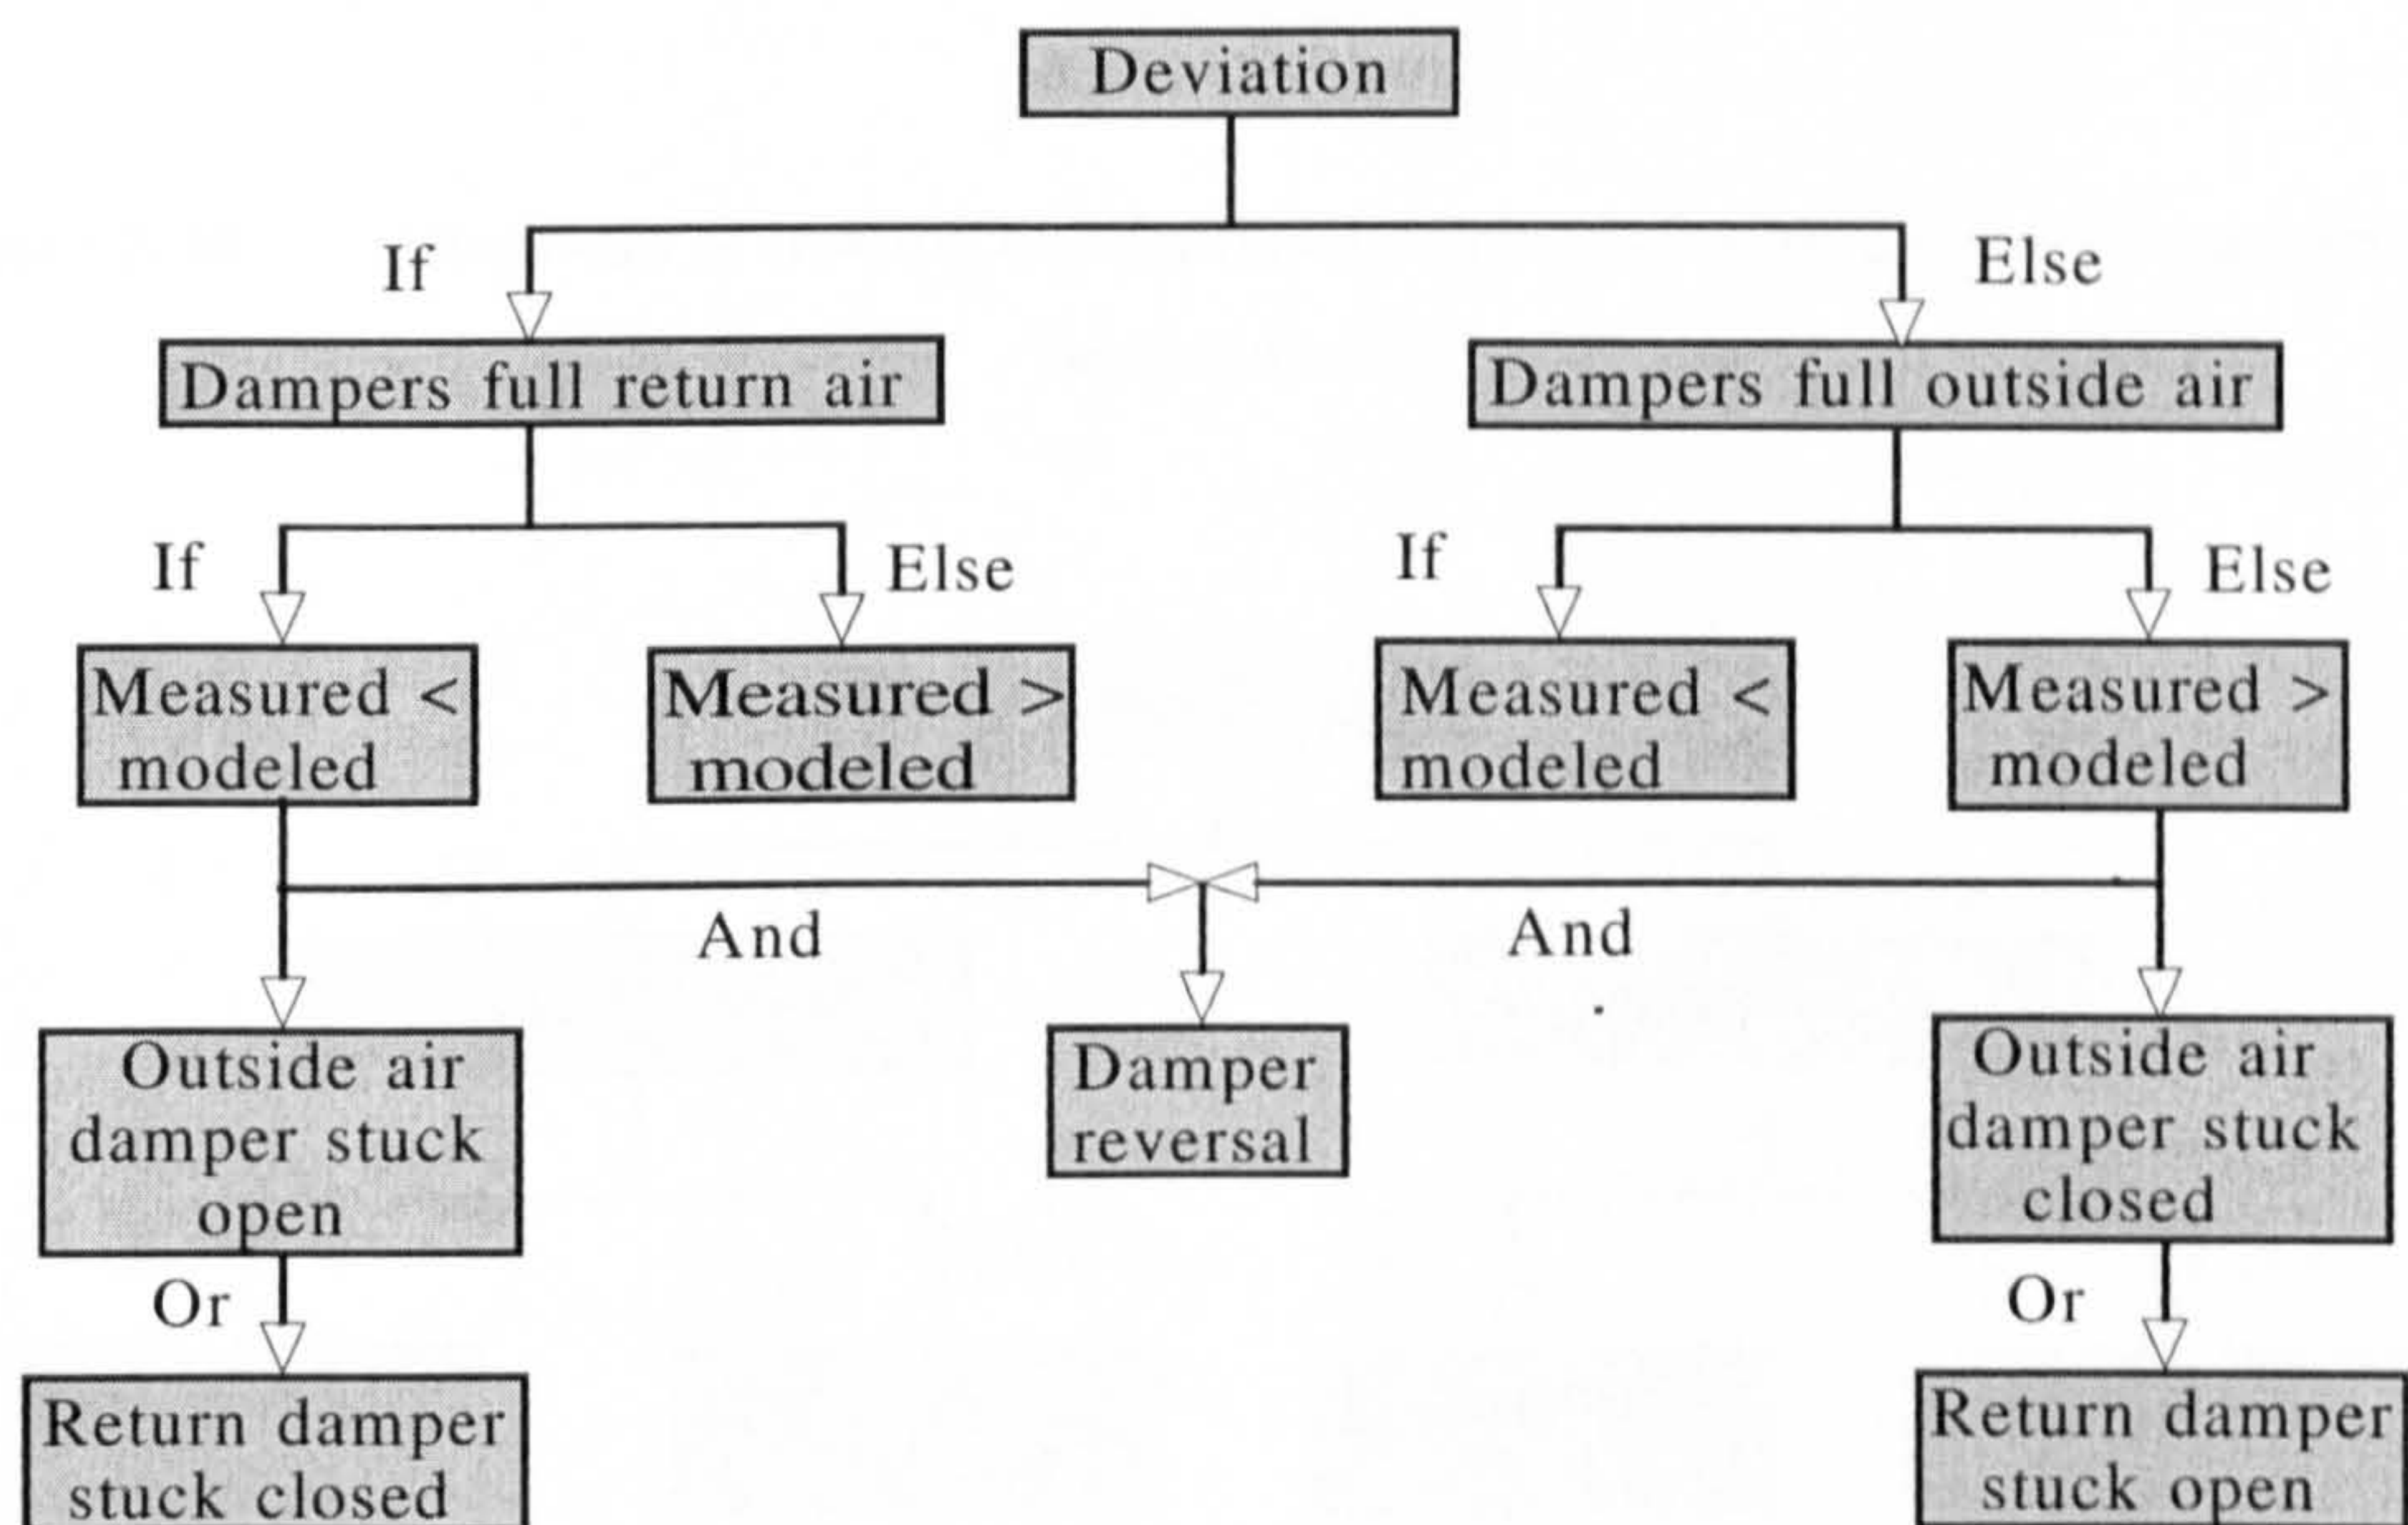 Deviation
If
Else
Dampers full return air
Dampers full outside air
If
Else
If
Else
Measured <
modeled
Measured >
modeled
Measured <
modeled
Measured >
modeled
And
And
Outside air
damper stuck
open
Damper
reversal
Outside air
damper stuck
closed
Or
Or
Return damper
stuck closed
Return damper
stuck open